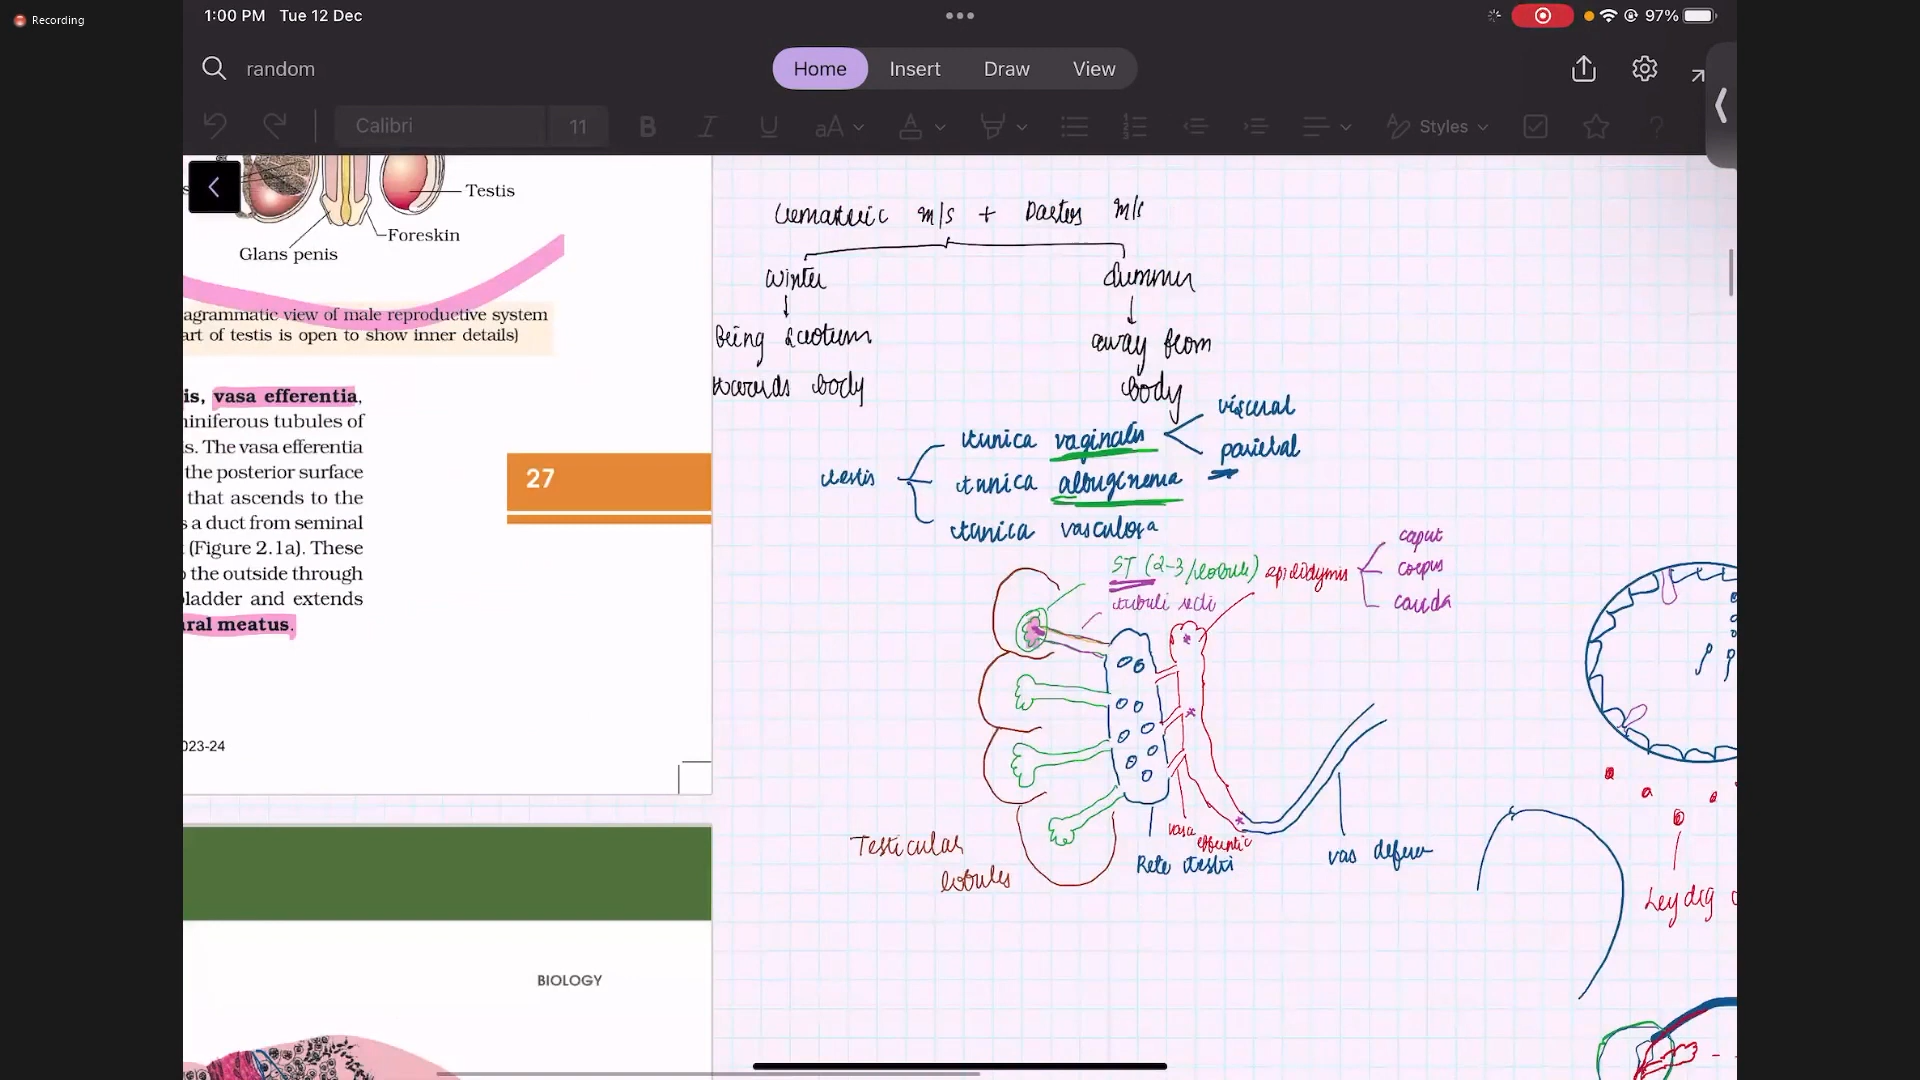 Recording
1:00 PM Tue 12 Dec
97%
random
Home Insert Draw View
Calibri 11 B I U aA A Styles
Testis
Foreskin
Glans penis
agrammatic view of male reproductive system
art of testis is open to show inner details)
is, vasa efferentia,
niniferous tubules of
is. The vasa efferentia
the posterior surface
that ascends to the
s a duct from seminal
(Figure 2.1a). These
o the outside through
ladder and extends
ral meatus.
27
023-24
BIOLOGY
m/s + Dartos m/s
Winter
Summer
Being scrotum
towards body
away from
body
testis
tunica vaginalis
visceral
parietal
tunica albuginema
tunica vasculosa
ST (2-3/lobule)
tubuli recti
epididymis
caput
corpus
cauda
Testicular
lobules
Rete testis
vasa
vas deferen
Leydig